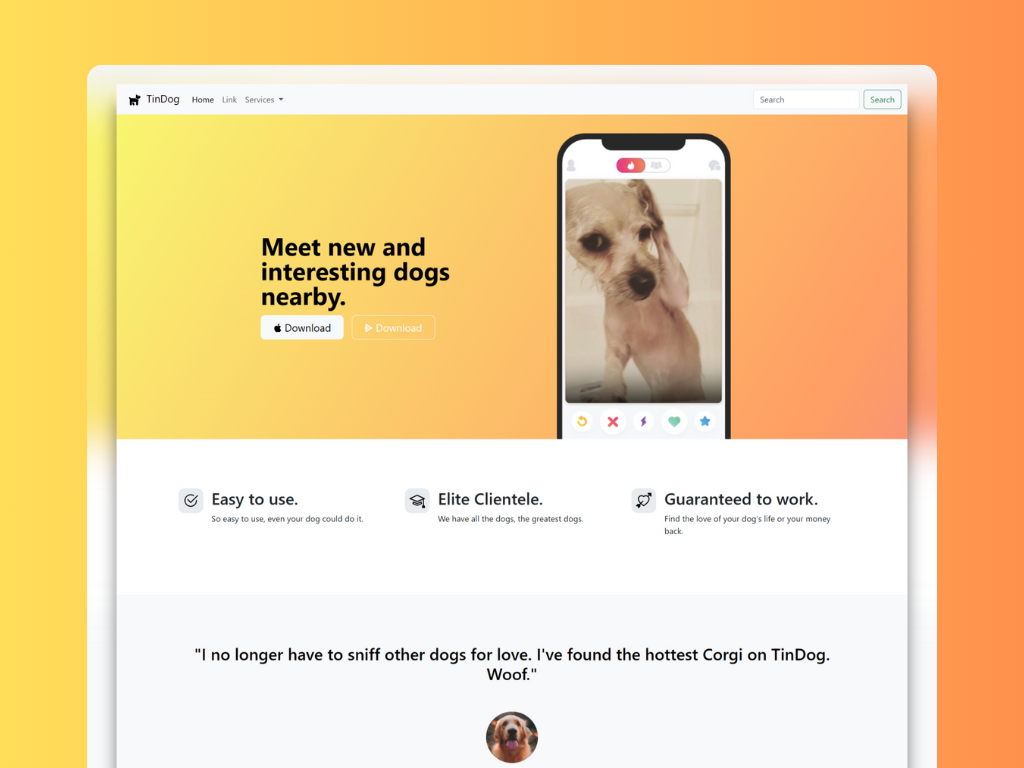 TinDog Home Link Services Search Search
Meet new and
interesting dogs
nearby.
Download Download
Easy to use.
So easy to use, even your dog could do it.
Elite Clientele.
We have all the dogs, the greatest dogs.
Guaranteed to work.
Find the love of your dog's life or your money
back.
"I no longer have to sniff other dogs for love. I've found the hottest Corgi on TinDog.
Woof."